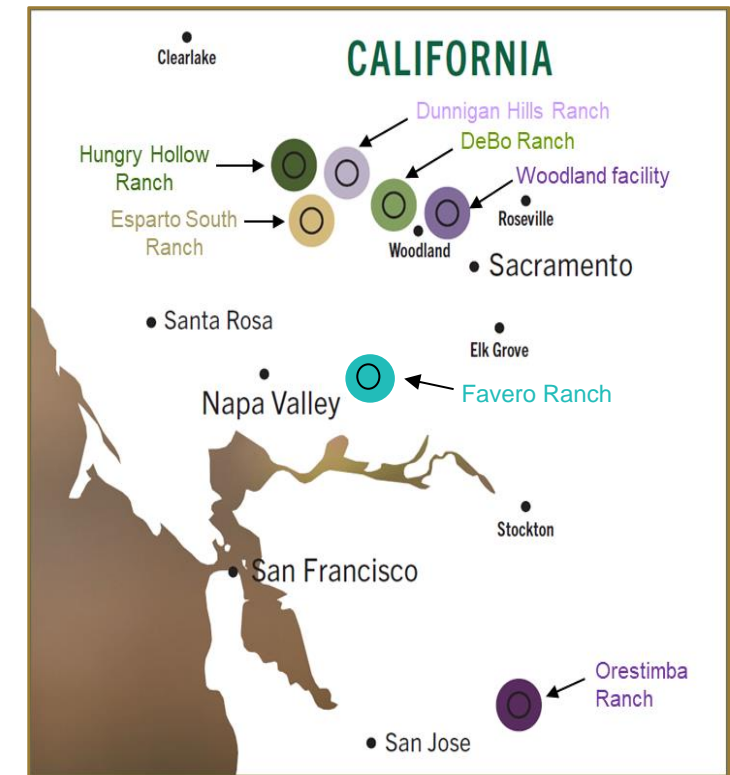 CALIFORNIA
Clearlake
Dunnigan Hills Ranch
DeBo Ranch
Hungry Hollow
Ranch
Woodland facility
Esparto South
Ranch
Roseville
Woodland
Sacramento
Santa Rosa
Elk Grove
Napa Valley
Favero Ranch
Stockton
San Francisco
Orestimba
Ranch
San Jose